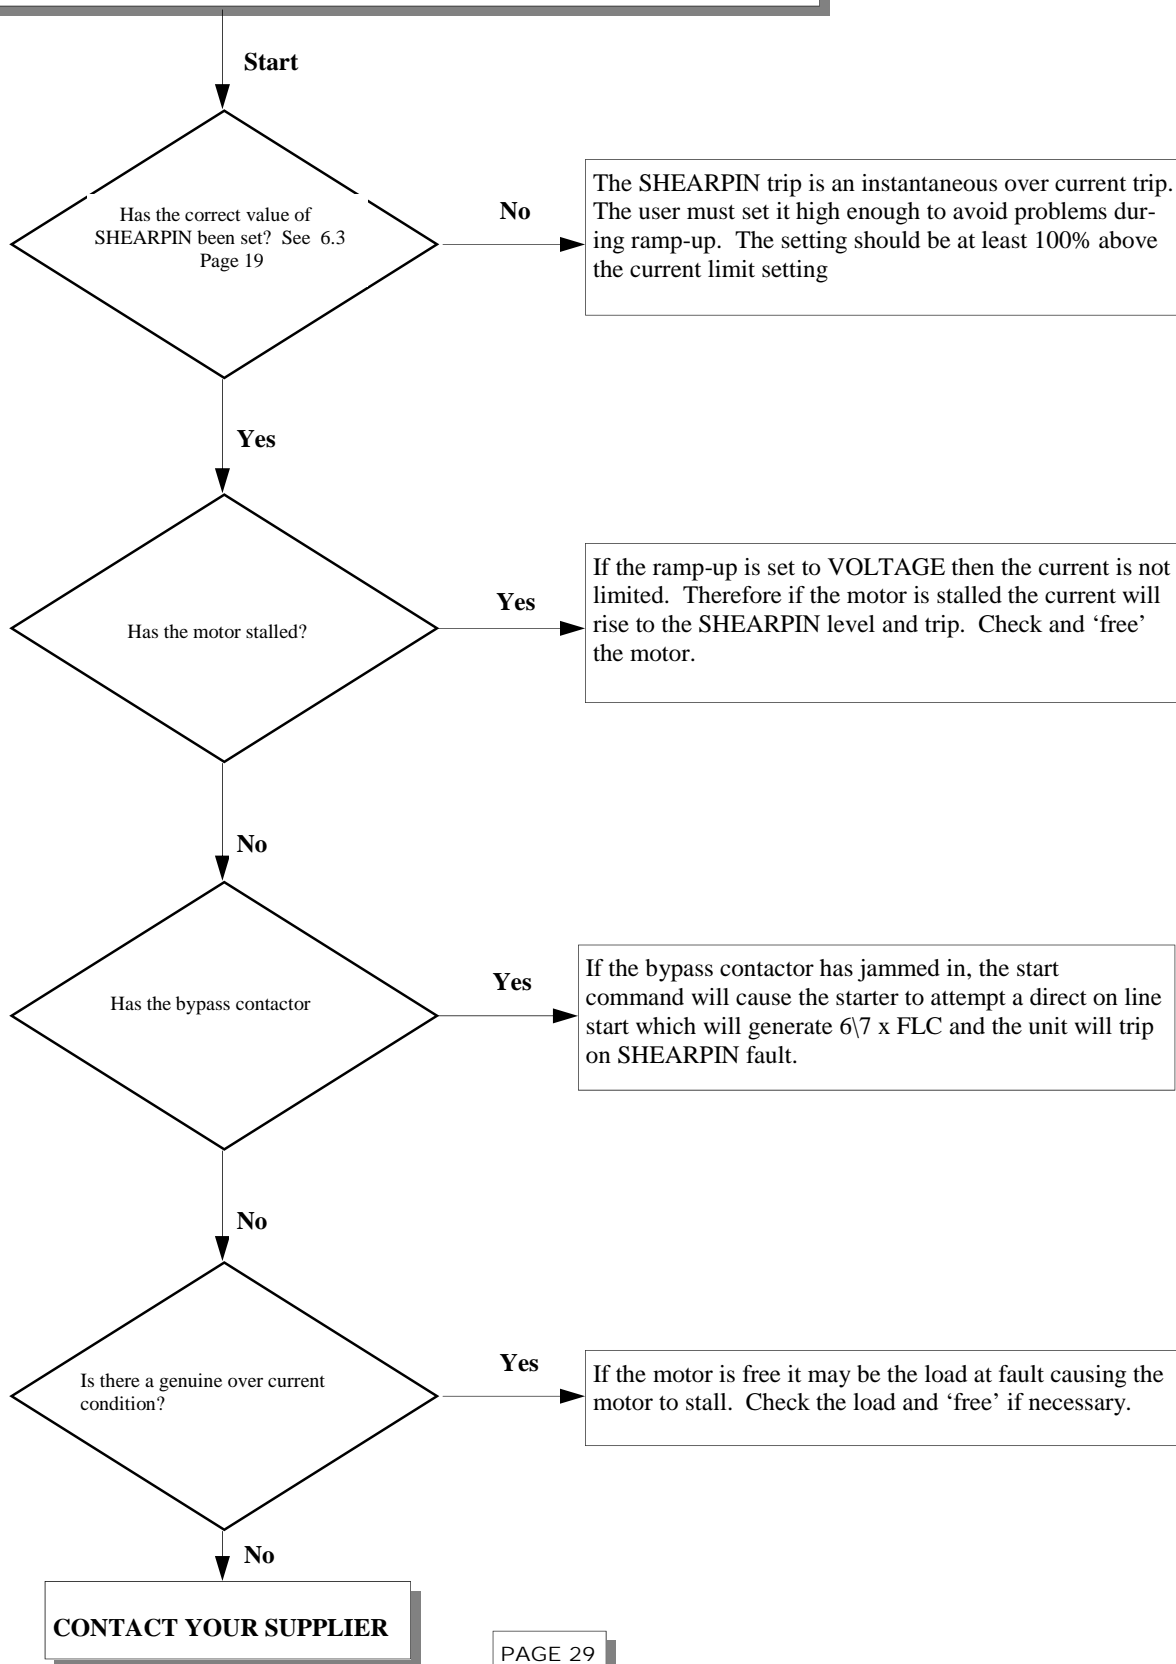 Start
Has the correct value of
SHEARPIN been set?  See  6.3
Page 19
No
The SHEARPIN trip is an instantaneous over current trip.
The user must set it high enough to avoid problems dur-
ing ramp-up.  The setting should be at least 100% above
the current limit setting
Yes
Has the motor stalled?
Yes
If the ramp-up is set to VOLTAGE then the current is not
limited.  Therefore if the motor is stalled the current will
rise to the SHEARPIN level and trip.  Check and ‘free’
the motor.
No
Has the bypass contactor
Yes
If the bypass contactor has jammed in, the start
command will cause the starter to attempt a direct on line
start which will generate 6\7 x FLC and the unit will trip
on SHEARPIN fault.
No
Is there a genuine over current
condition?
Yes
If the motor is free it may be the load at fault causing the
motor to stall.  Check the load and ‘free’ if necessary.
No
CONTACT YOUR SUPPLIER
PAGE 29